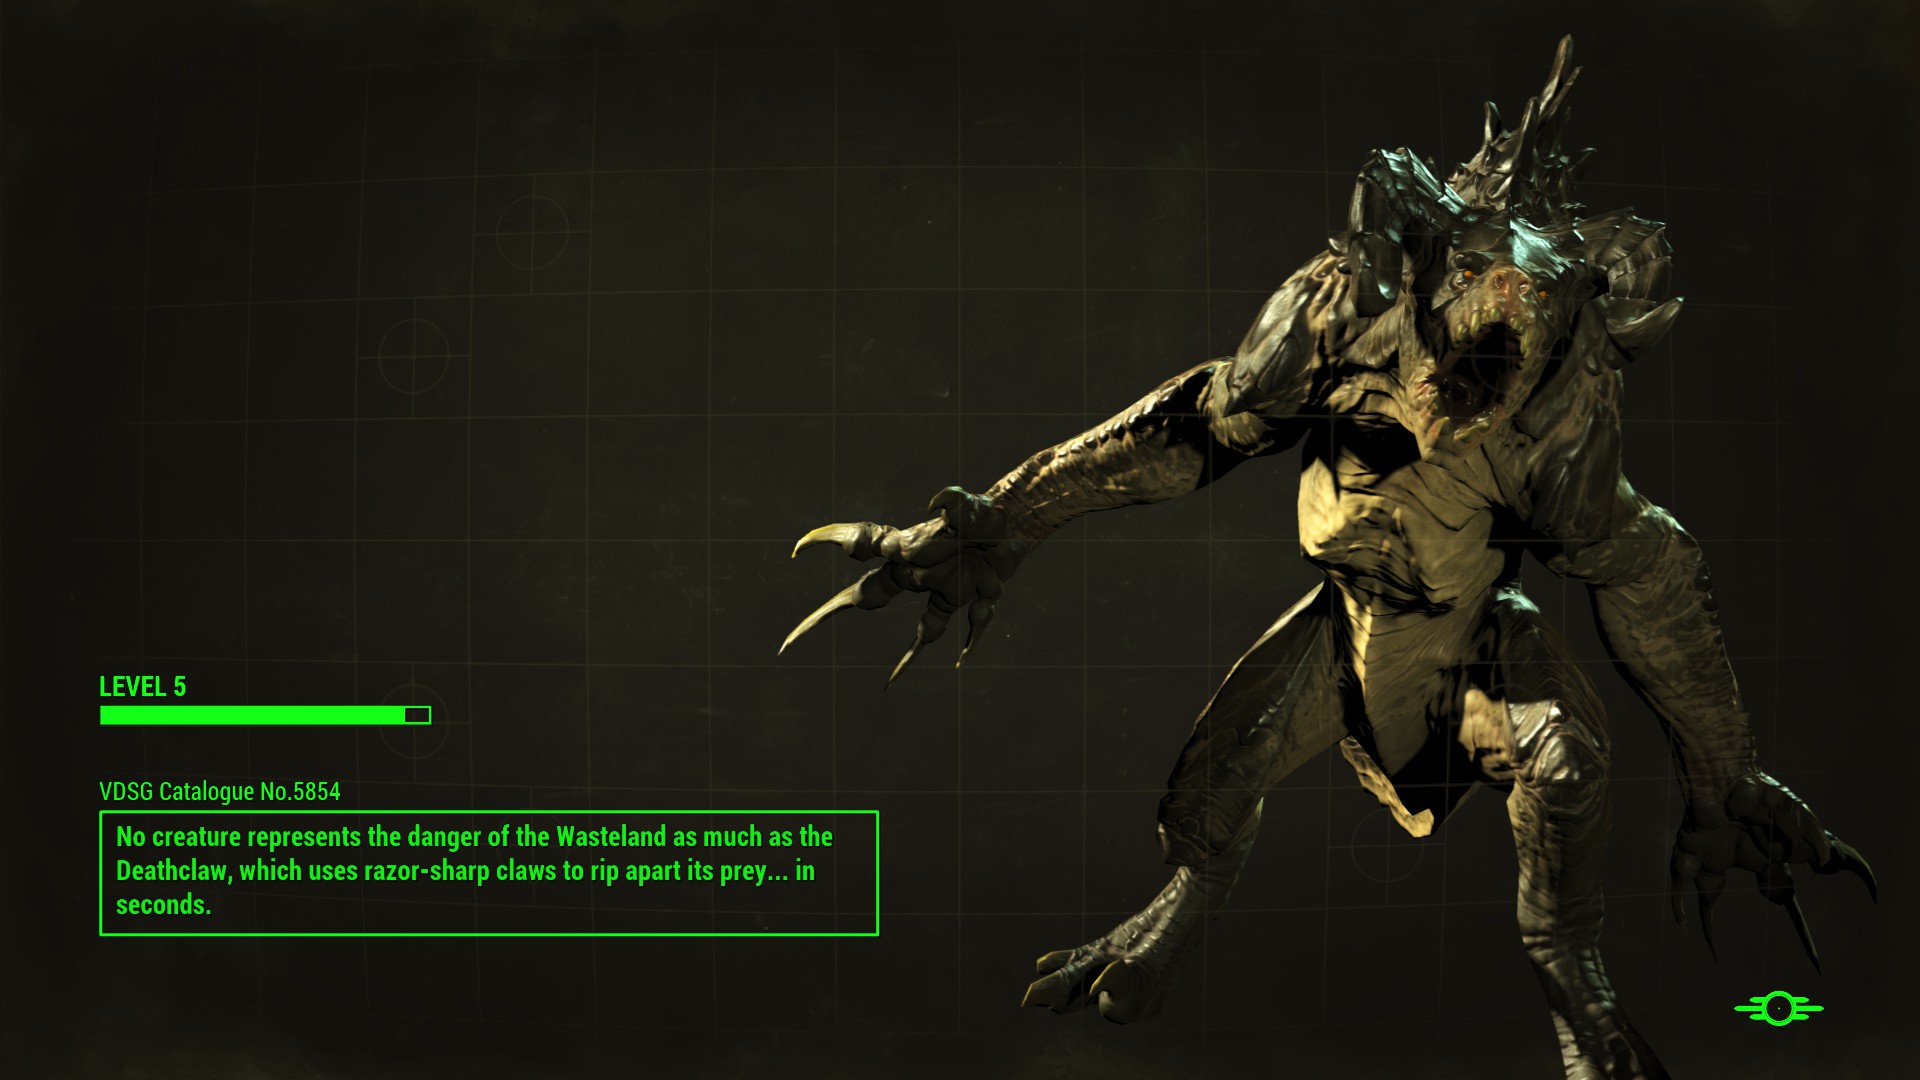 LEVEL 5
VDSG Catalogue No.5854
No creature represents the danger of the Wasteland as much as the
Deathclaw, which uses razor-sharp claws to rip apart its prey... in
seconds.